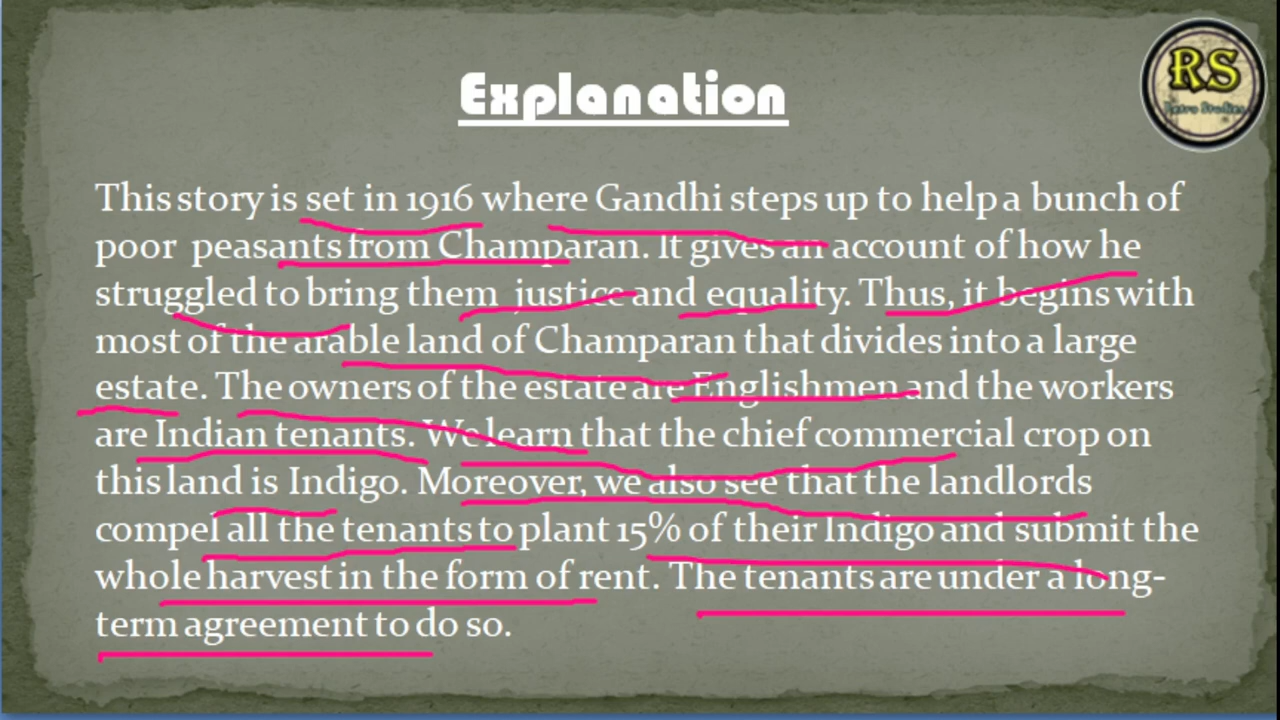 Explanation
RS
Retro Studies
This story is set in 1916 where Gandhi steps up to help a bunch of
poor peasants from Champaran. It gives an account of how he
struggled to bring them justice and equality. Thus, it begins with
most of the arable land of Champaran that divides into a large
estate. The owners of the estate are Englishmen and the workers
are Indian tenants. We learn that the chief commercial crop on
this land is Indigo. Moreover, we also see that the landlords
compel all the tenants to plant 15% of their Indigo and submit the
whole harvest in the form of rent. The tenants are under a long-
term agreement to do so.